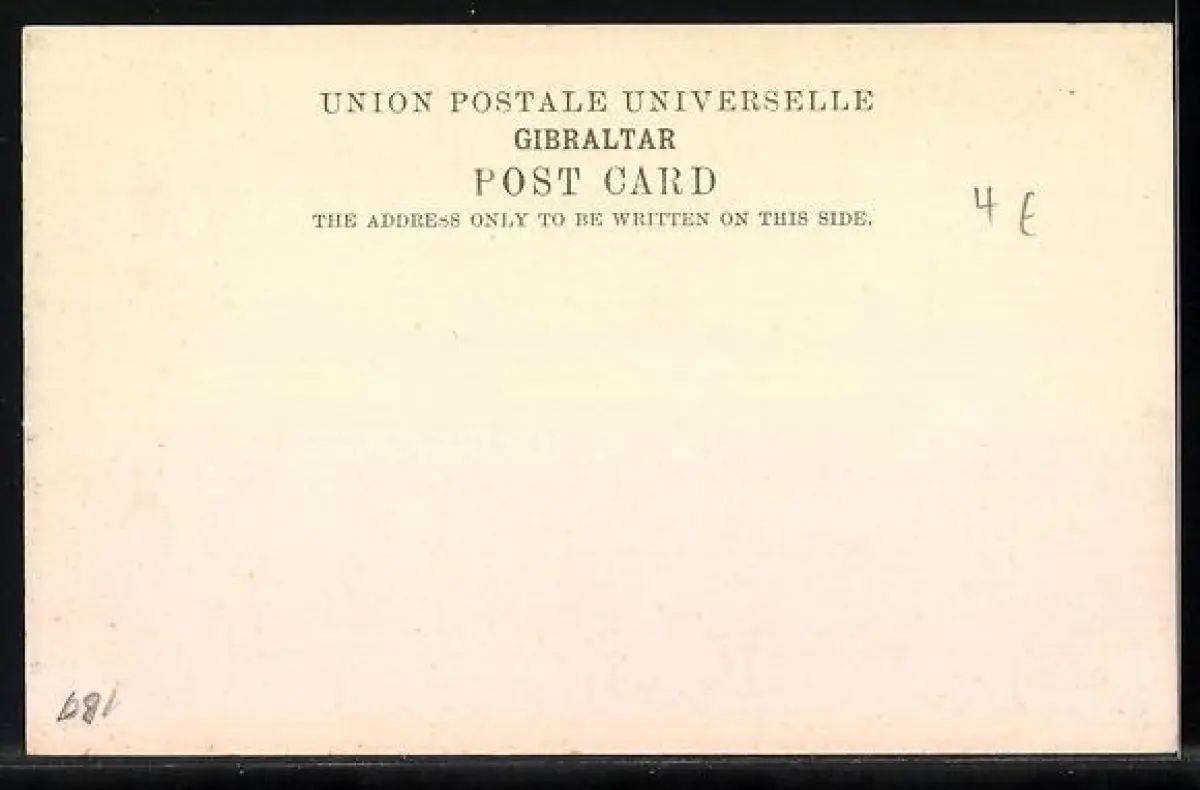 UNION POSTALE UNIVERSELLE
GIBRALTAR
POST CARD
THE ADDRESS ONLY TO BE WRITTEN ON THIS SIDE.
4 €